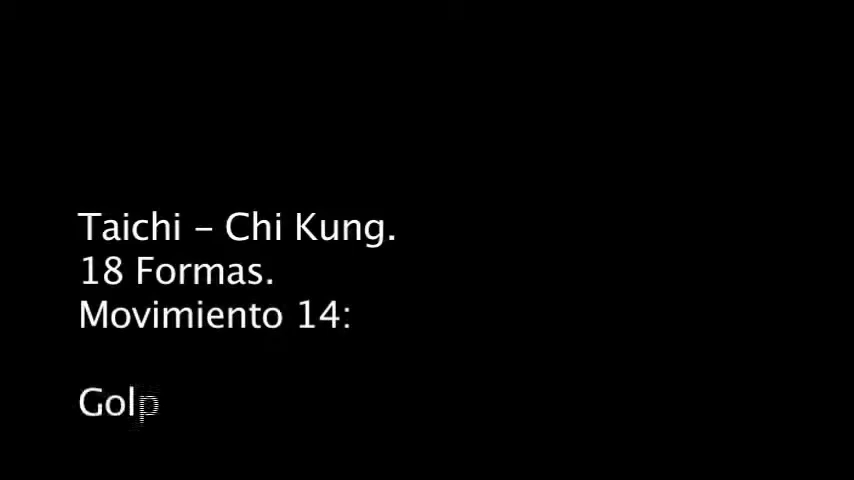 Taichi – Chi Kung.
18 Formas.
Movimiento 14:
Golp